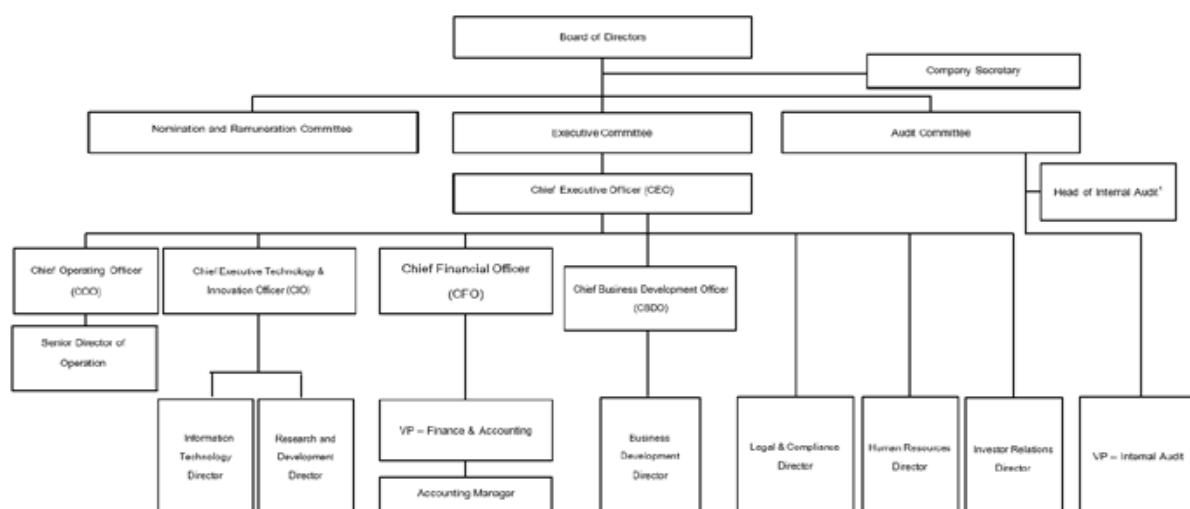 Board of Directors
Company Secretary
Nomination and Ramuneration Committee
Executive Committee
Audit Committee
Chief Executive Officer (CEO)
Head of Internal Audit¹
Chief Operating Officer
(COO)
Chief Executive Technology &
Innovation Officer (CIO)
Chief Financial Officer
(CFO)
Chief Business Development Officer
(CBDO)
Senior Director of
Operation
Information
Technology
Director
Research and
Development
Director
VP – Finance & Accounting
Accounting Manager
Business
Development
Director
Legal & Compliance
Director
Human Resources
Director
Investor Relations
Director
VP – Internal Audit